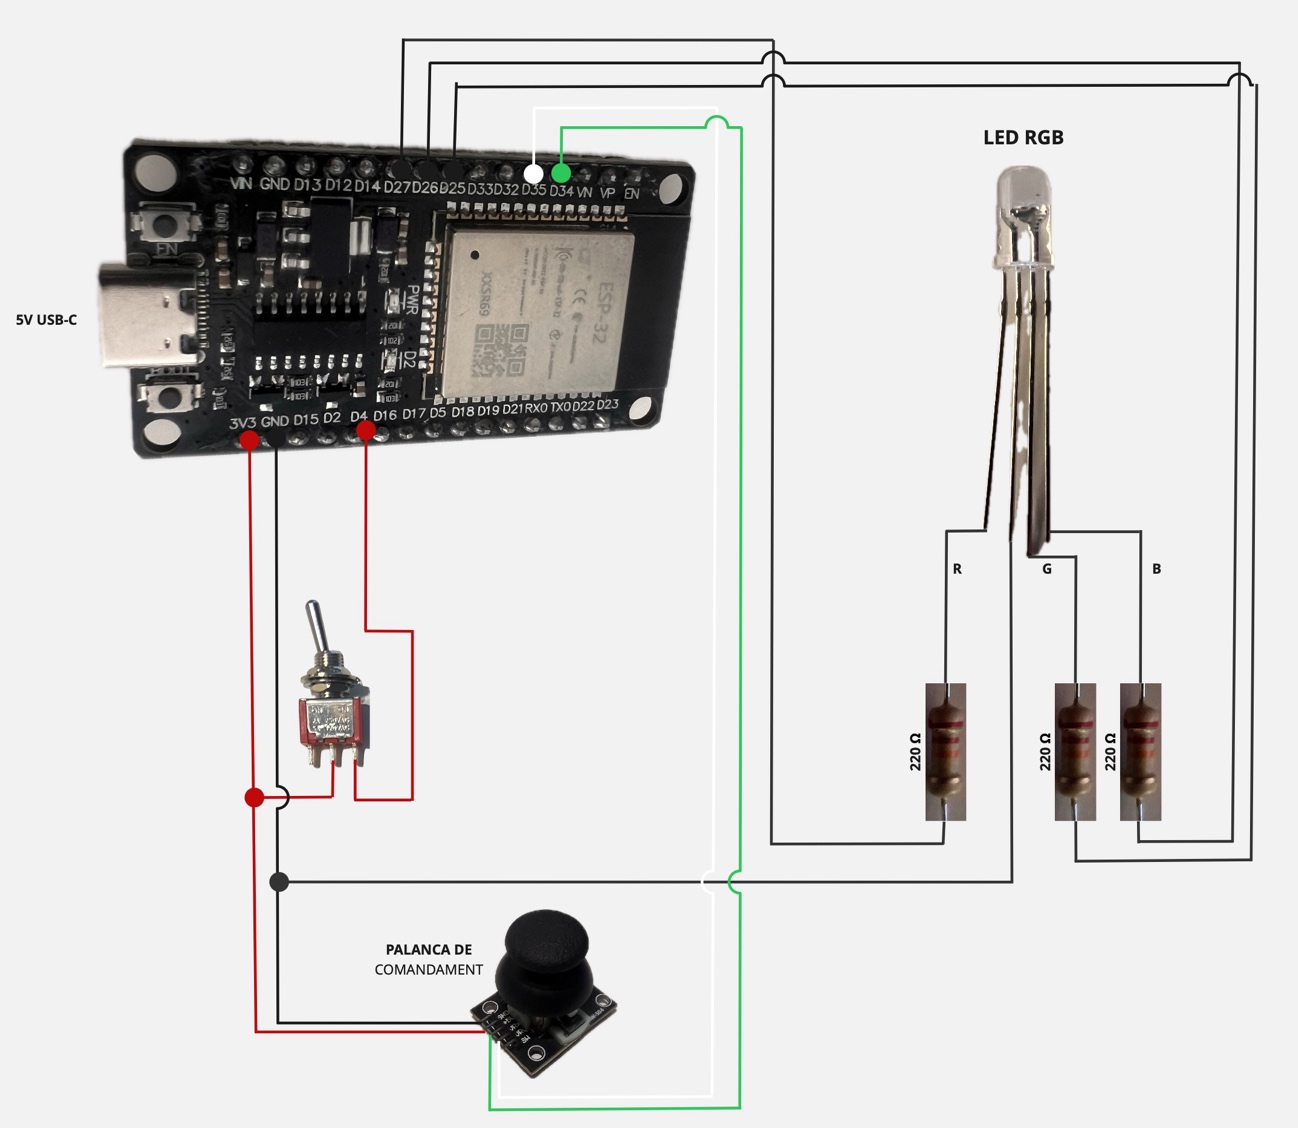 LED RGB
VIN GND D13 D12 D14 D27 D26 D25 D33 D32 D35 D34 VN VP EN
EN
PWR
ESP-32
XXSR69
5V USB-C
D2
3V3 GND D15 D2 D4 D16 D17 D5 D18 D19 D21 RX0 TX0 D22 D23
R
G
B
220 Ω
220 Ω
220 Ω
PALANCA DE
COMANDAMENT